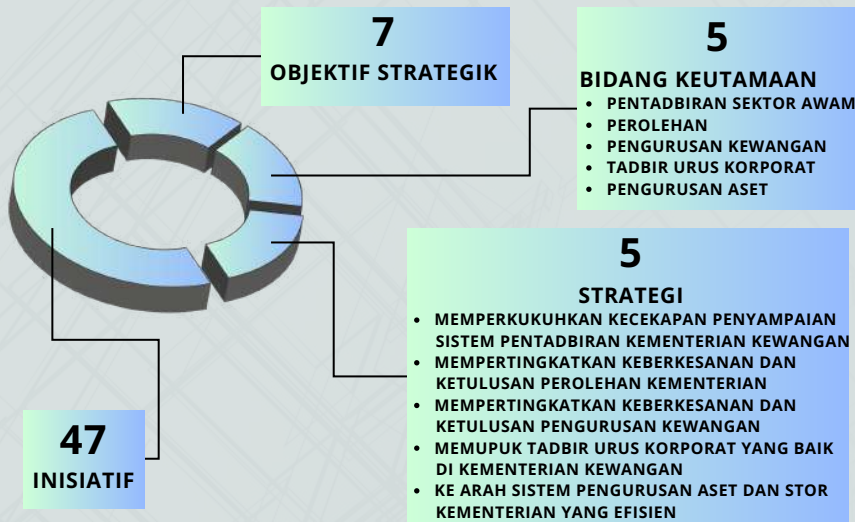 7
OBJEKTIF STRATEGIK
5
BIDANG KEUTAMAAN
• PENTADBIRAN SEKTOR AWAM
• PEROLEHAN
• PENGURUSAN KEWANGAN
• TADBIR URUS KORPORAT
• PENGURUSAN ASET
5
STRATEGI
• MEMPERKUKUHKAN KECEKAPAN PENYAMPAIAN
SISTEM PENTADBIRAN KEMENTERIAN KEWANGAN
• MEMPERTINGKATKAN KEBERKESANAN DAN
KETULUSAN PEROLEHAN KEMENTERIAN
• MEMPERTINGKATKAN KEBERKESANAN DAN
KETULUSAN PENGURUSAN KEWANGAN
• MEMUPUK TADBIR URUS KORPORAT YANG BAIK
DI KEMENTERIAN KEWANGAN
• KE ARAH SISTEM PENGURUSAN ASET DAN STOR
KEMENTERIAN YANG EFISIEN
47
INISIATIF